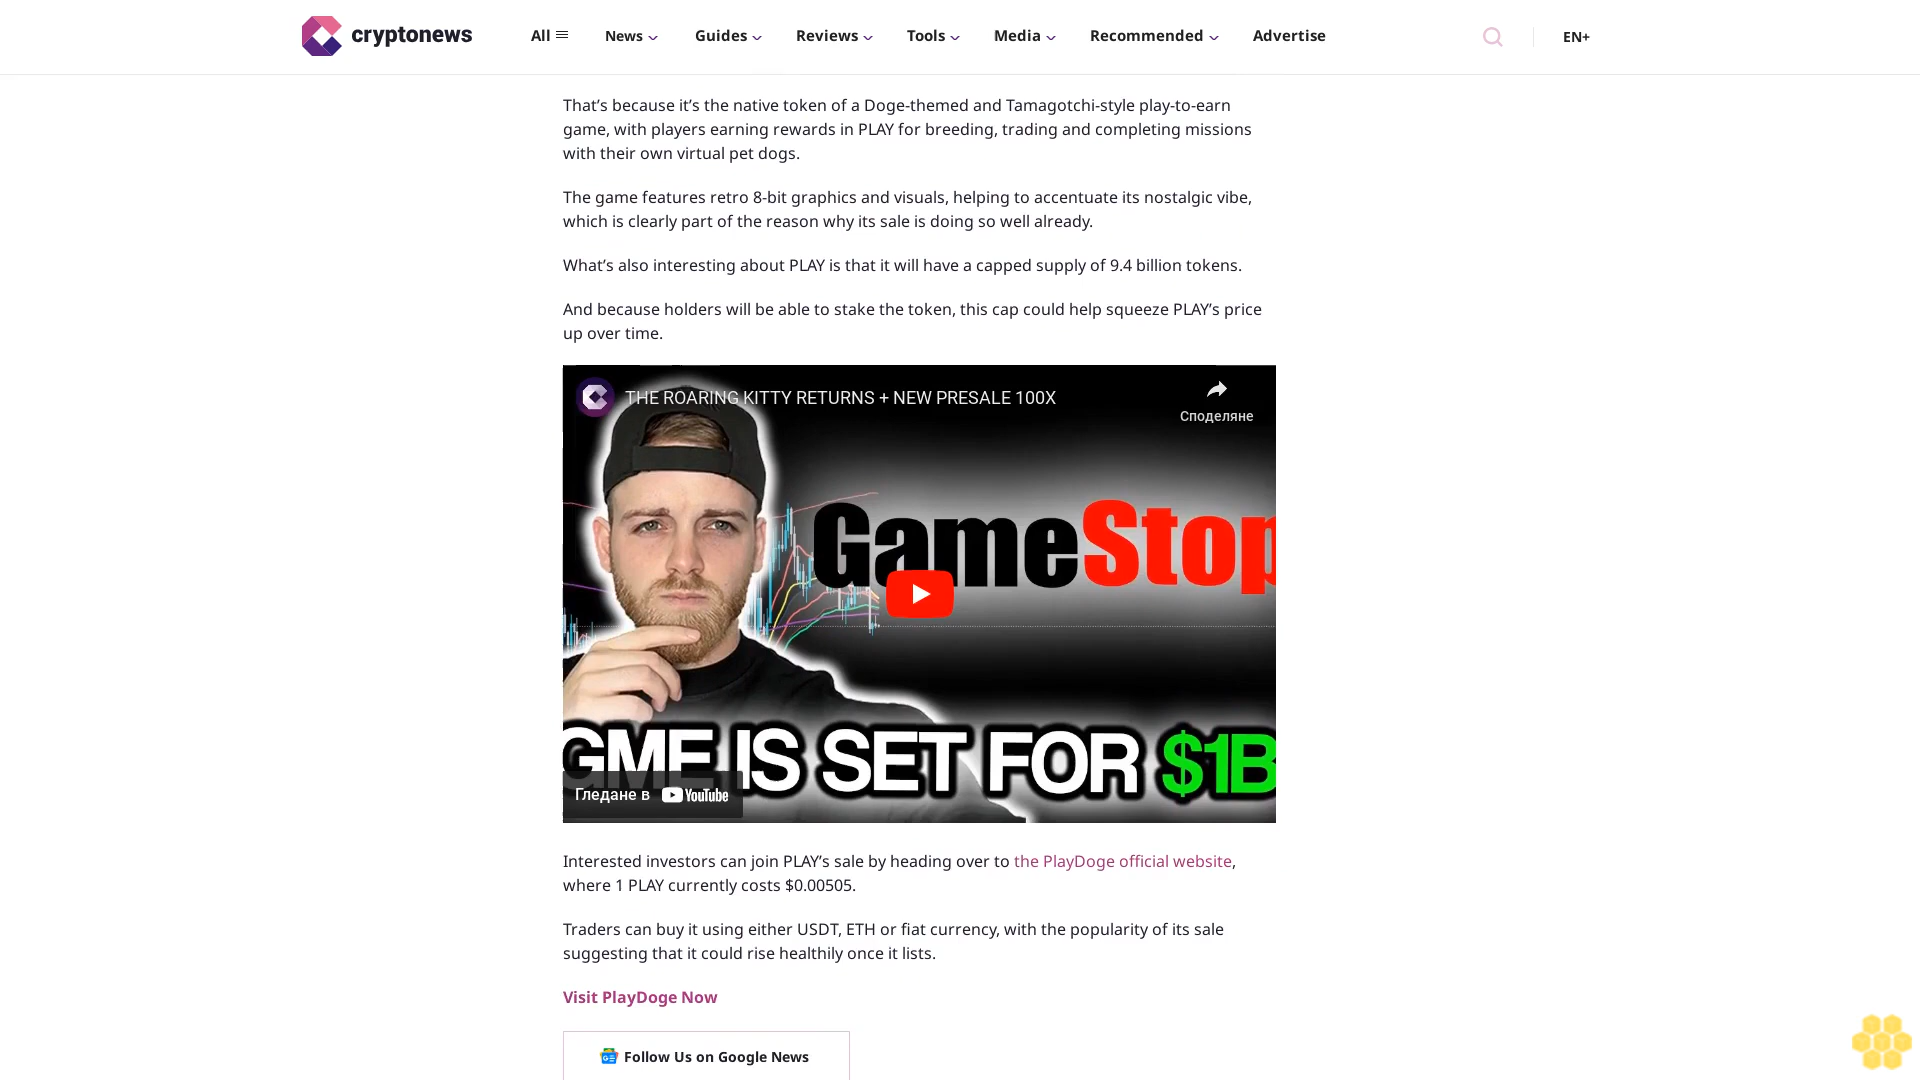 cryptonews
All
News
Guides
Reviews
Tools
Media
Recommended
Advertise
EN+
That’s because it’s the native token of a Doge-themed and Tamagotchi-style play-to-earn
game, with players earning rewards in PLAY for breeding, trading and completing missions
with their own virtual pet dogs.
The game features retro 8-bit graphics and visuals, helping to accentuate its nostalgic vibe,
which is clearly part of the reason why its sale is doing so well already.
What’s also interesting about PLAY is that it will have a capped supply of 9.4 billion tokens.
And because holders will be able to stake the token, this cap could help squeeze PLAY’s price
up over time.
THE ROARING KITTY RETURNS + NEW PRESALE 100X
Споделяне
GameStop
GME IS SET FOR $1B
Гледане в YouTube
Interested investors can join PLAY’s sale by heading over to the PlayDoge official website,
where 1 PLAY currently costs $0.00505.
Traders can buy it using either USDT, ETH or fiat currency, with the popularity of its sale
suggesting that it could rise healthily once it lists.
Visit PlayDoge Now
Follow Us on Google News